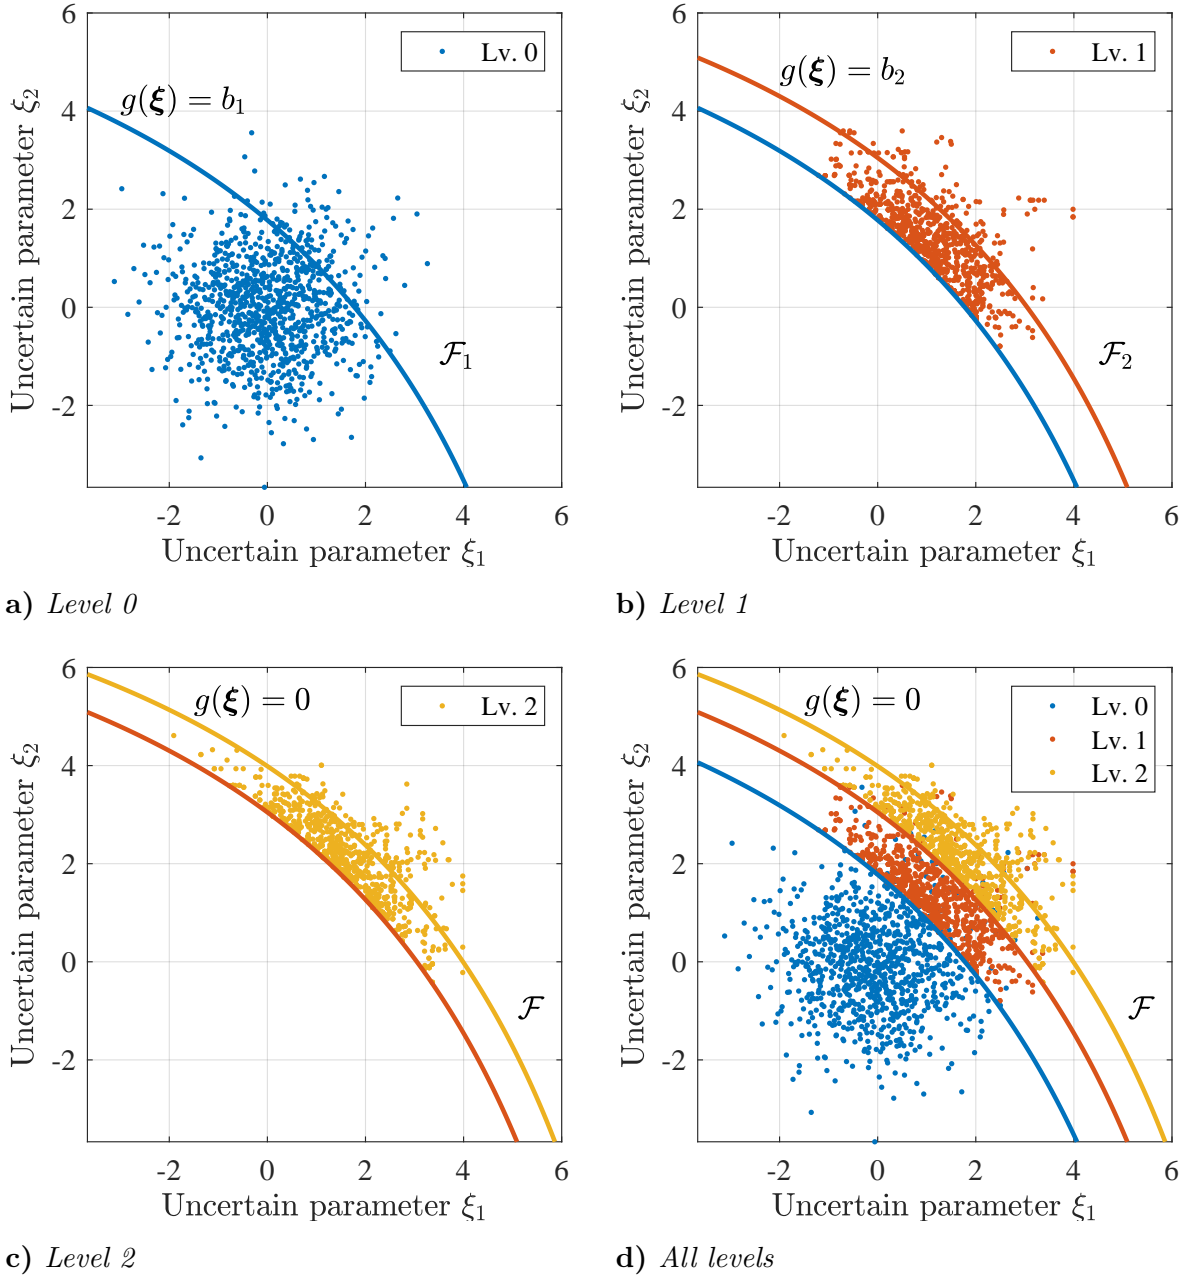 6
4
2
0
-2
Uncertain parameter ξ₂
Lv. 0
g(ξ) = b₁
ℱ₁
-2 0 2 4 6
Uncertain parameter ξ₁
a) Level 0
6
4
2
0
-2
Uncertain parameter ξ₂
Lv. 1
g(ξ) = b₂
ℱ₂
-2 0 2 4 6
Uncertain parameter ξ₁
b) Level 1
6
4
2
0
-2
Uncertain parameter ξ₂
g(ξ) = 0
Lv. 2
ℱ
-2 0 2 4 6
Uncertain parameter ξ₁
c) Level 2
6
4
2
0
-2
Uncertain parameter ξ₂
g(ξ) = 0
Lv. 0
Lv. 1
Lv. 2
ℱ
-2 0 2 4 6
Uncertain parameter ξ₁
d) All levels